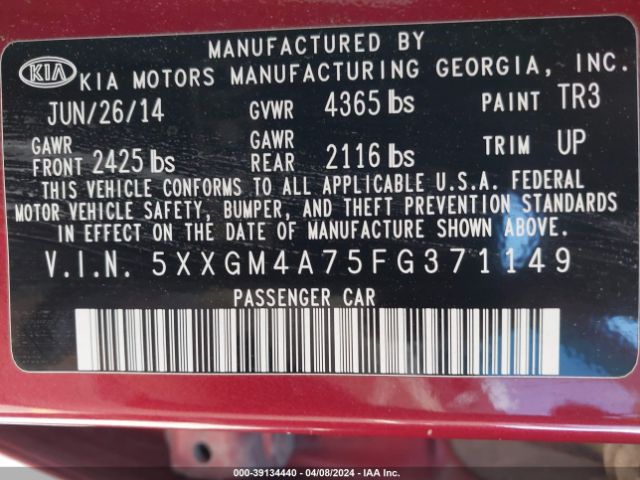 MANUFACTURED BY
KIA KIA MOTORS MANUFACTURING GEORGIA, INC.
JUN/26/14 GVWR 4365 lbs PAINT TR3
GAWR FRONT 2425 lbs GAWR REAR 2116 lbs TRIM UP
THIS VEHICLE CONFORMS TO ALL APPLICABLE U.S.A. FEDERAL
MOTOR VEHICLE SAFETY, BUMPER, AND THEFT PREVENTION STANDARDS
IN EFFECT ON THE DATE OF MANUFACTURE SHOWN ABOVE.
V.I.N. 5XXGM4A75FG371149
PASSENGER CAR
000-39134440 - 04/08/2024 - IAA Inc.